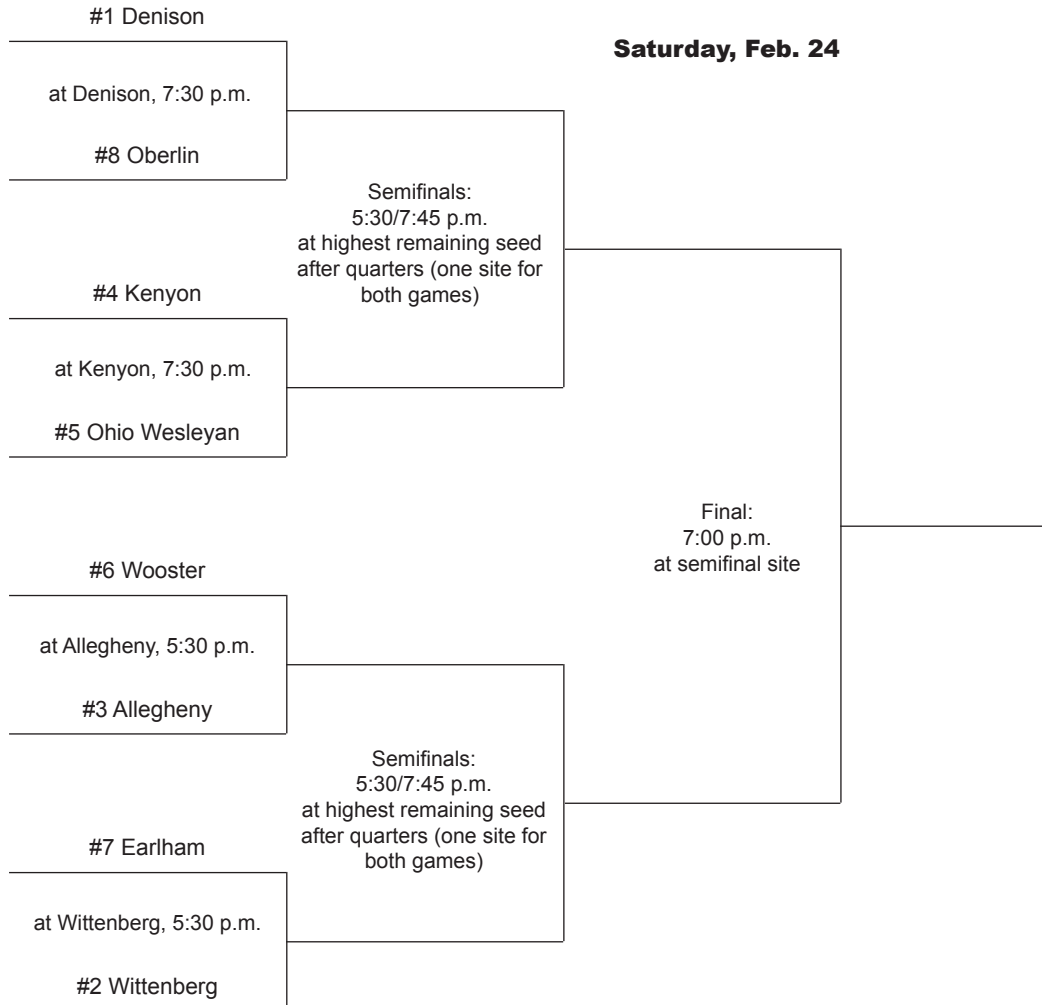 #1 Denison
Saturday, Feb. 24
at Denison, 7:30 p.m.
#8 Oberlin
Semifinals:
5:30/7:45 p.m.
at highest remaining seed
after quarters (one site for
both games)
#4 Kenyon
at Kenyon, 7:30 p.m.
#5 Ohio Wesleyan
Final:
7:00 p.m.
at semifinal site
#6 Wooster
at Allegheny, 5:30 p.m.
#3 Allegheny
Semifinals:
5:30/7:45 p.m.
at highest remaining seed
after quarters (one site for
both games)
#7 Earlham
at Wittenberg, 5:30 p.m.
#2 Wittenberg